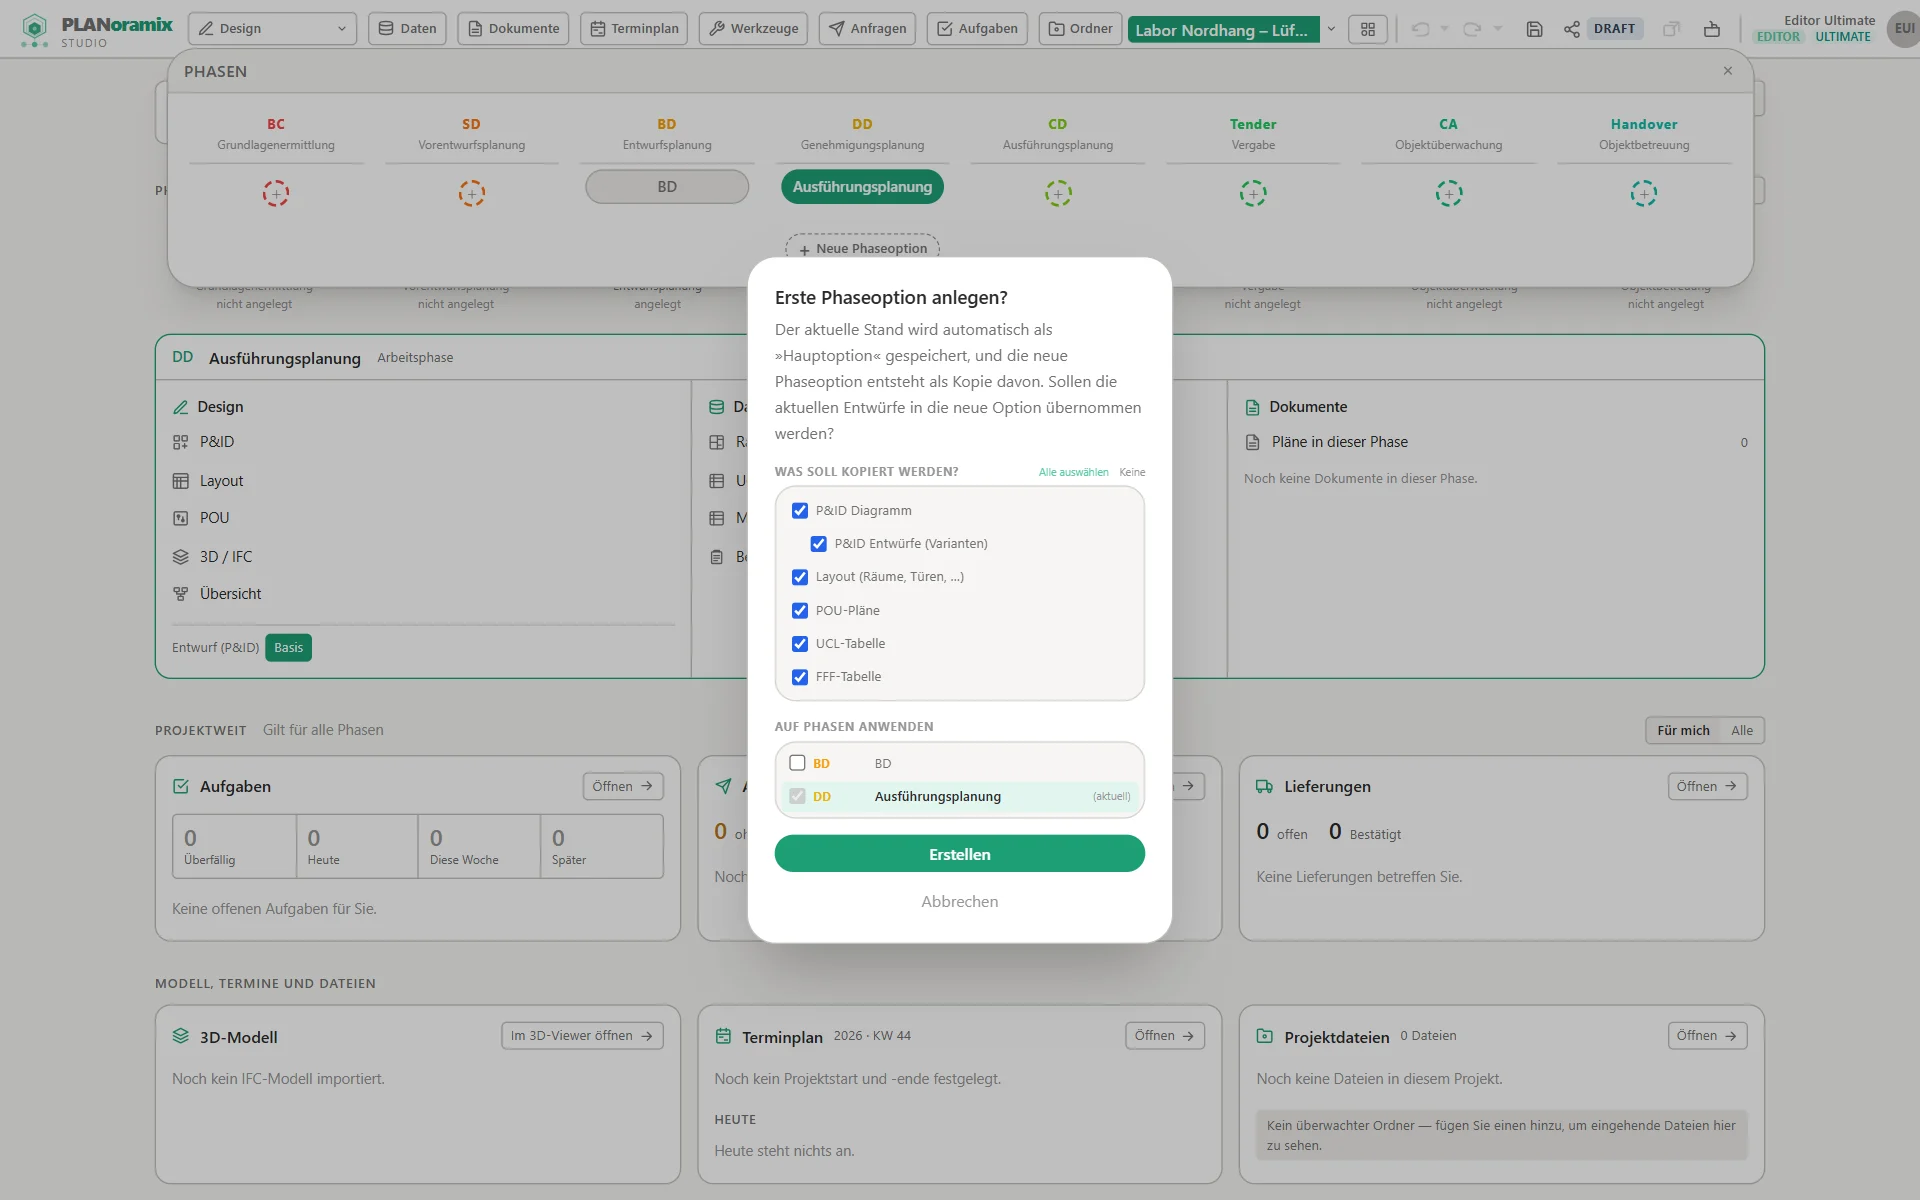 PLANoramix
STUDIO
Design
Daten
Dokumente
Terminplan
Werkzeuge
Anfragen
Aufgaben
Ordner
Labor Nordhang – Lüf...
DRAFT
Editor Ultimate
EDITOR ULTIMATE
EUI
PHASEN
BC
Grundlagenermittlung
SD
Vorentwurfsplanung
BD
Entwurfsplanung
DD
Genehmigungsplanung
CD
Ausführungsplanung
Tender
Vergabe
CA
Objektüberwachung
Handover
Objektbetreuung
BD
Ausführungsplanung
+ Neue Phaseoption
nicht angelegt
nicht angelegt
angelegt
nicht angelegt
nicht angelegt
nicht angelegt
DD Ausführungsplanung Arbeitsphase
Design
P&ID
Layout
POU
3D / IFC
Übersicht
Entwurf (P&ID) Basis
Dokumente
Pläne in dieser Phase 0
Noch keine Dokumente in dieser Phase.
Erste Phaseoption anlegen?
Der aktuelle Stand wird automatisch als
»Hauptoption« gespeichert, und die neue
Phaseoption entsteht als Kopie davon. Sollen die
aktuellen Entwürfe in die neue Option übernommen
werden?
WAS SOLL KOPIERT WERDEN? Alle auswählen Keine
P&ID Diagramm
P&ID Entwürfe (Varianten)
Layout (Räume, Türen, ...)
POU-Pläne
UCL-Tabelle
FFF-Tabelle
AUF PHASEN ANWENDEN
BD BD
DD Ausführungsplanung (aktuell)
Erstellen
Abbrechen
PROJEKTWEIT Gilt für alle Phasen
Für mich Alle
Aufgaben Öffnen
0 Überfällig
0 Heute
0 Diese Woche
0 Später
Keine offenen Aufgaben für Sie.
0
Noch
Lieferungen Öffnen
0 offen 0 Bestätigt
Keine Lieferungen betreffen Sie.
MODELL, TERMINE UND DATEIEN
3D-Modell Im 3D-Viewer öffnen
Noch kein IFC-Modell importiert.
Terminplan 2026 · KW 44 Öffnen
Noch kein Projektstart und -ende festgelegt.
HEUTE
Heute steht nichts an.
Projektdateien 0 Dateien Öffnen
Noch keine Dateien in diesem Projekt.
Kein überwachter Ordner — fügen Sie einen hinzu, um eingehende Dateien hier
zu sehen.